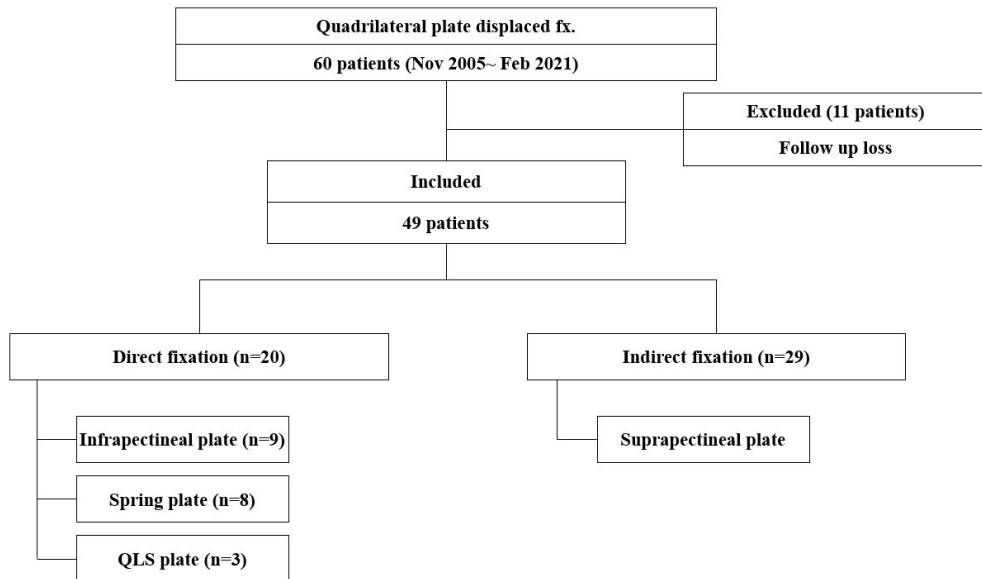 Quadrilateral plate displaced fx.
60 patients (Nov 2005~ Feb 2021)
Excluded (11 patients)
Follow up loss
Included
49 patients
Direct fixation (n=20)
Indirect fixation (n=29)
Infrapectineal plate (n=9)
Suprapectineal plate
Spring plate (n=8)
QLS plate (n=3)